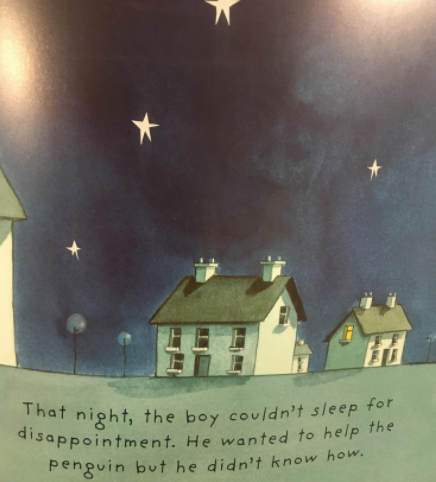 That night, the boy couldn't sleep for
disappointment. He wanted to help the
penguin but he didn't know how.